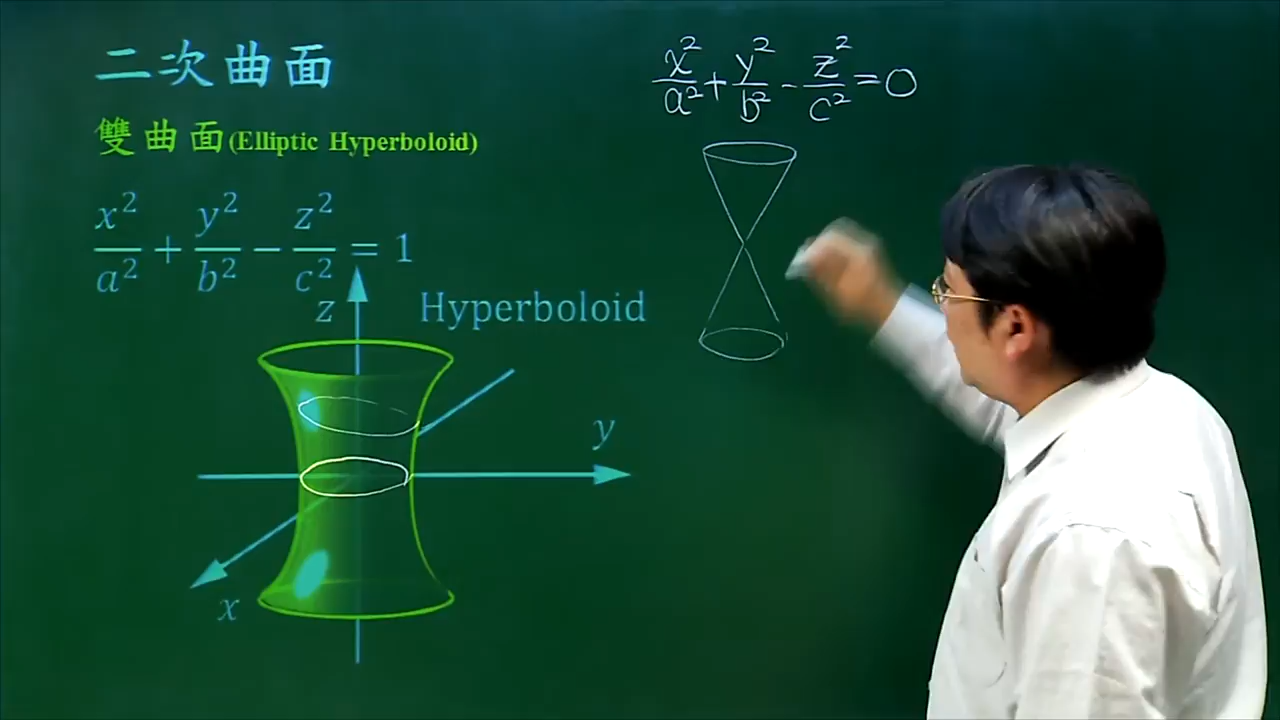 二次曲面
雙曲面(Elliptic Hyperboloid)
x²/a² + y²/b² − z²/c² = 1
z
Hyperboloid
y
x
x²/a² + y²/b² - z²/c² = 0